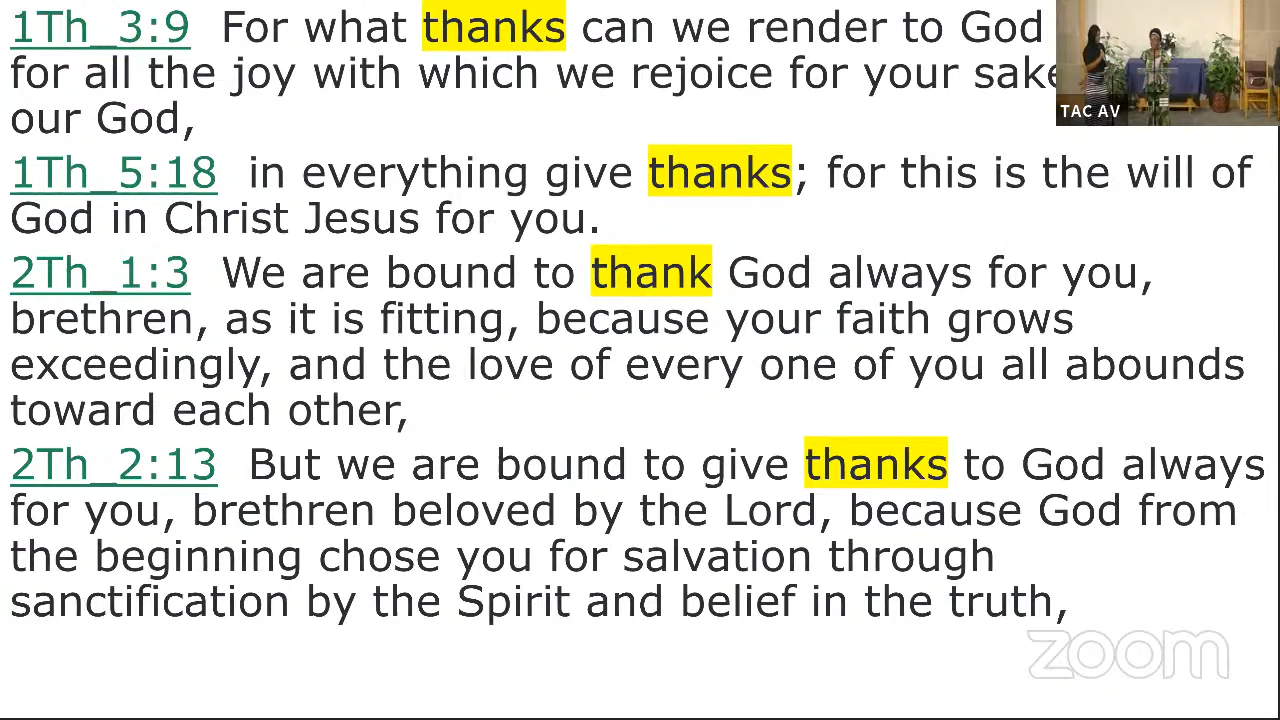 1Th_3:9 For what thanks can we render to God
for all the joy with which we rejoice for your sake
our God,
1Th_5:18 in everything give thanks; for this is the will of
God in Christ Jesus for you.
2Th_1:3 We are bound to thank God always for you,
brethren, as it is fitting, because your faith grows
exceedingly, and the love of every one of you all abounds
toward each other,
2Th_2:13 But we are bound to give thanks to God always
for you, brethren beloved by the Lord, because God from
the beginning chose you for salvation through
sanctification by the Spirit and belief in the truth,
TAC AV
zoom